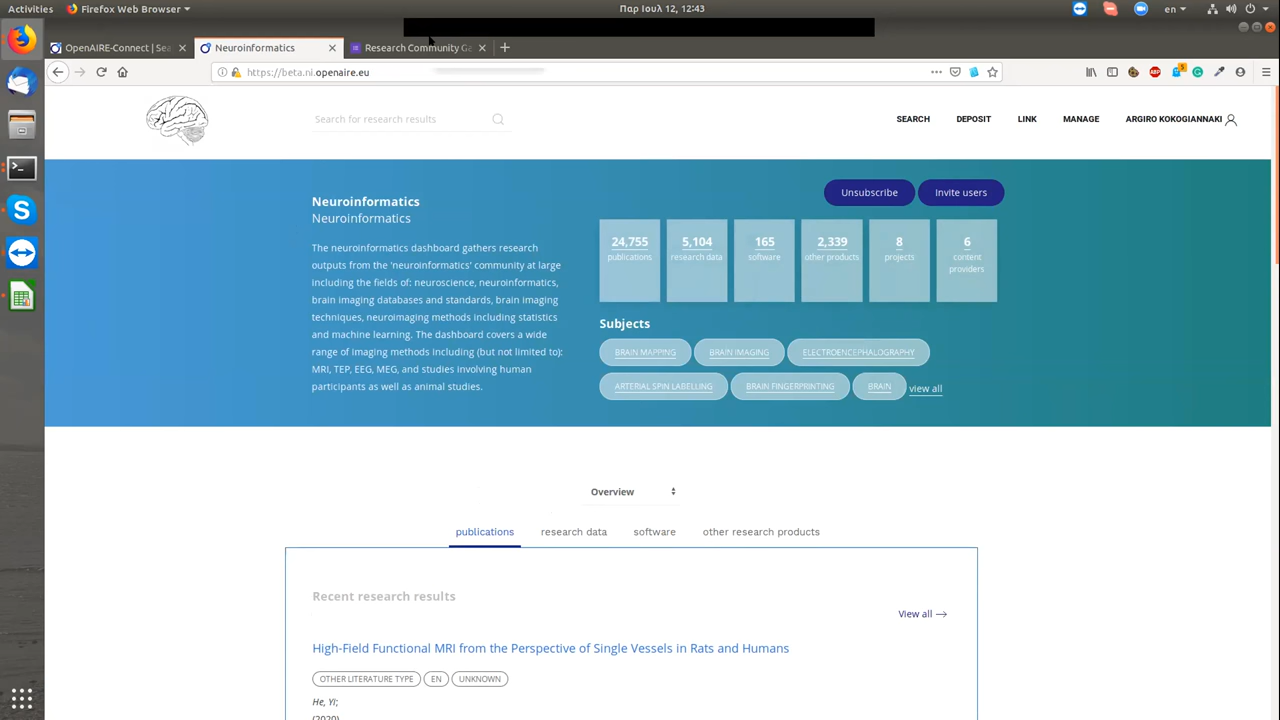 Activities
Firefox Web Browser
Παρ Ιουλ 12, 12:43
en
OpenAIRE-Connect | Sea
Neuroinformatics
Research Community Ga
https://beta.ni.openaire.eu
5
Search for research results
SEARCH
DEPOSIT
LINK
MANAGE
ARGIRO KOKOGIANNAKI
Unsubscribe
Invite users
Neuroinformatics
Neuroinformatics
The neuroinformatics dashboard gathers research
outputs from the 'neuroinformatics' community at large
including the fields of: neuroscience, neuroinformatics,
brain imaging databases and standards, brain imaging
techniques, neuroimaging methods including statistics
and machine learning. The dashboard covers a wide
range of imaging methods including (but not limited to):
MRI, TEP, EEG, MEG, and studies involving human
participants as well as animal studies.
24,755
publications
5,104
research data
165
software
2,339
other products
8
projects
6
content
providers
Subjects
BRAIN MAPPING
BRAIN IMAGING
ELECTROENCEPHALOGRAPHY
ARTERIAL SPIN LABELLING
BRAIN FINGERPRINTING
BRAIN
view all
Overview
publications
research data
software
other research products
Recent research results
View all
High-Field Functional MRI from the Perspective of Single Vessels in Rats and Humans
OTHER LITERATURE TYPE
EN
UNKNOWN
He, Yi;
(2020)